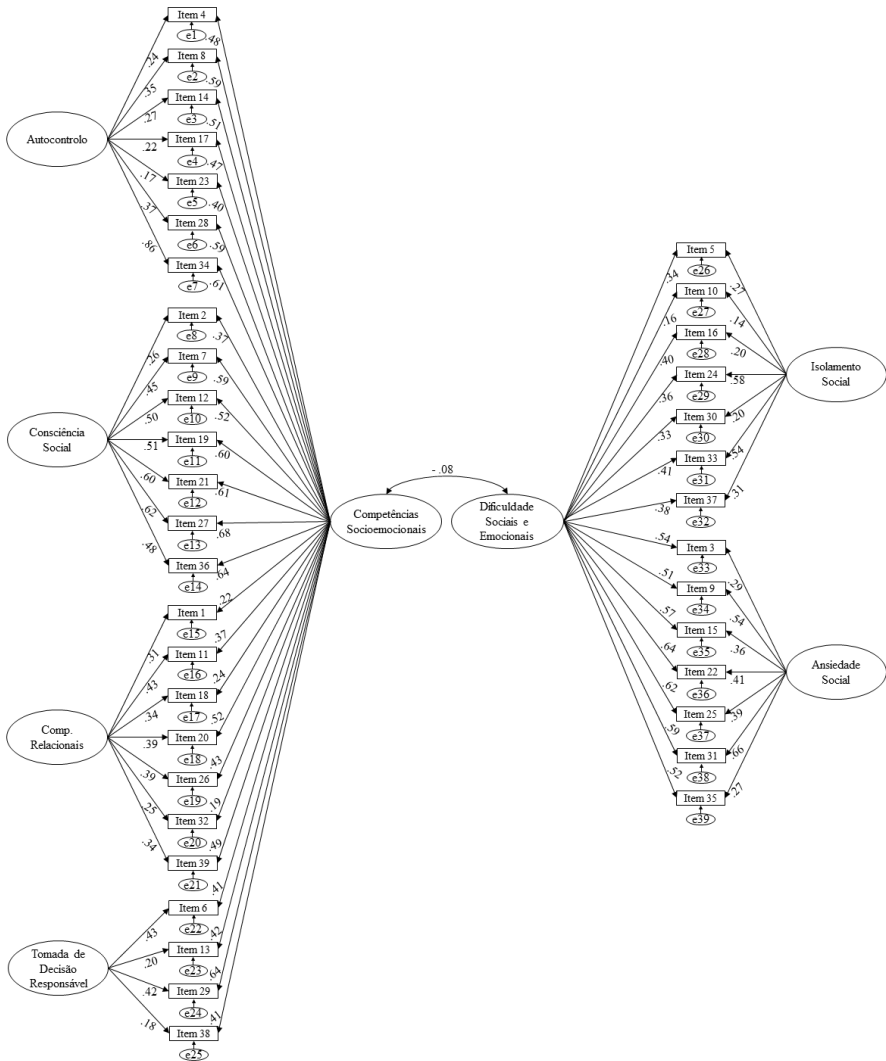 Item 4
e1
.48
.24
Item 8
e2
.59
.35
Item 14
e3
.51
.27
Autocontrolo
Item 17
e4
.47
.22
Item 23
e5
.40
.17
Item 28
e6
.59
.37
Item 34
e7
.61
.86
Item 2
e8
.37
.26
Item 7
e9
.59
.45
Item 12
e10
.52
.50
Consciência
Social
Item 19
e11
.60
.51
Item 21
e12
.61
.60
Item 27
e13
.68
.62
Item 36
e14
.64
.48
.22
Item 1
e15
.37
.31
Item 11
e16
.24
.43
Item 18
e17
.52
.34
Comp.
Relacionais
Item 20
e18
.43
.39
Item 26
e19
.19
.39
Item 32
e20
.49
.25
Item 39
e21
.41
.34
Item 6
e22
.42
.43
Item 13
e23
.64
.20
Tomada de
Decisão
Responsável
Item 29
e24
.41
.42
Item 38
e25
.18
Competências
Socioemocionais
- .08
Dificuldade
Sociais e
Emocionais
Item 5
e26
.34
.27
Item 10
e27
.16
.14
Item 16
e28
.40
.20
Item 24
e29
.36
.58
Isolamento
Social
Item 30
e30
.33
.20
Item 33
e31
.41
.54
Item 37
e32
.38
.31
Item 3
e33
.54
.29
Item 9
e34
.51
.54
Item 15
e35
.57
.36
Item 22
e36
.64
.41
Ansiedade
Social
Item 25
e37
.62
.39
Item 31
e38
.59
.66
Item 35
e39
.52
.27